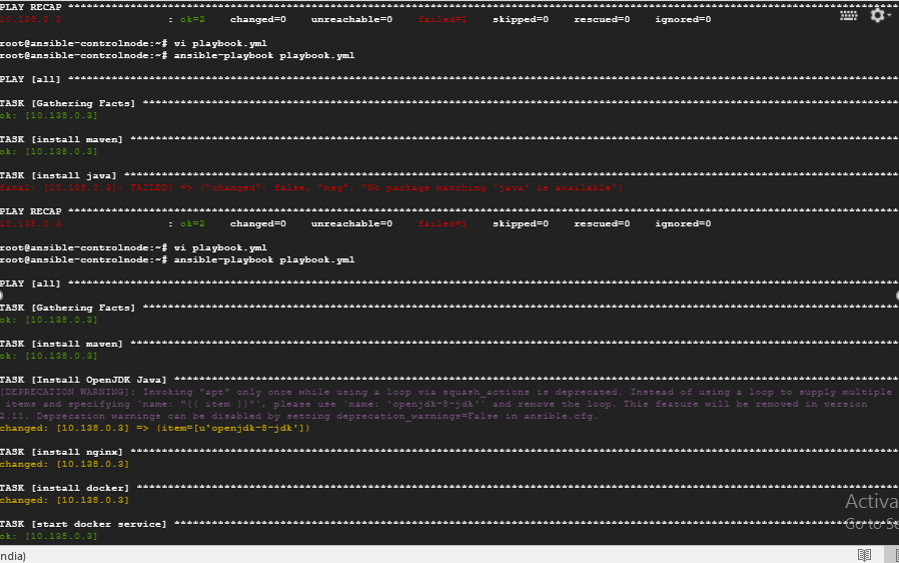 PLAY RECAP ************************************************************
10.138.0.3 : ok=2 changed=0 unreachable=0 failed=1 skipped=0 rescued=0 ignored=0
root@ansible-controlnode:~# vi playbook.yml
root@ansible-controlnode:~# ansible-playbook playbook.yml
PLAY [all] ************************************************************
TASK [Gathering Facts] ************************************************************
ok: [10.138.0.3]
TASK [install maven] ************************************************************
ok: [10.138.0.3]
TASK [install java] ************************************************************
fatal: [10.138.0.3]: FAILED! => {"changed": false, "msg": "No package matching 'java' is available"}
PLAY RECAP ************************************************************
10.138.0.3 : ok=2 changed=0 unreachable=0 failed=1 skipped=0 rescued=0 ignored=0
root@ansible-controlnode:~# vi playbook.yml
root@ansible-controlnode:~# ansible-playbook playbook.yml
PLAY [all] ************************************************************
TASK [Gathering Facts] ************************************************************
ok: [10.138.0.3]
TASK [install maven] ************************************************************
ok: [10.138.0.3]
TASK [Install OpenJDK Java] ************************************************************
[DEPRECATION WARNING]: Invoking "apt" only once while using a loop via squash_actions is deprecated. Instead of using a loop to supply multiple
items and specifying `name: "{{ item }}"`, please use `name: 'openjdk-8-jdk'` and remove the loop. This feature will be removed in version
2.11. Deprecation warnings can be disabled by setting deprecation_warnings=False in ansible.cfg.
changed: [10.138.0.3] => (item=[u'openjdk-8-jdk'])
TASK [install nginx] ************************************************************
changed: [10.138.0.3]
TASK [install docker] ************************************************************
changed: [10.138.0.3]
Activa
TASK [start docker service] ************************************************************
Go to Se
ok: [10.138.0.3]
ndia)